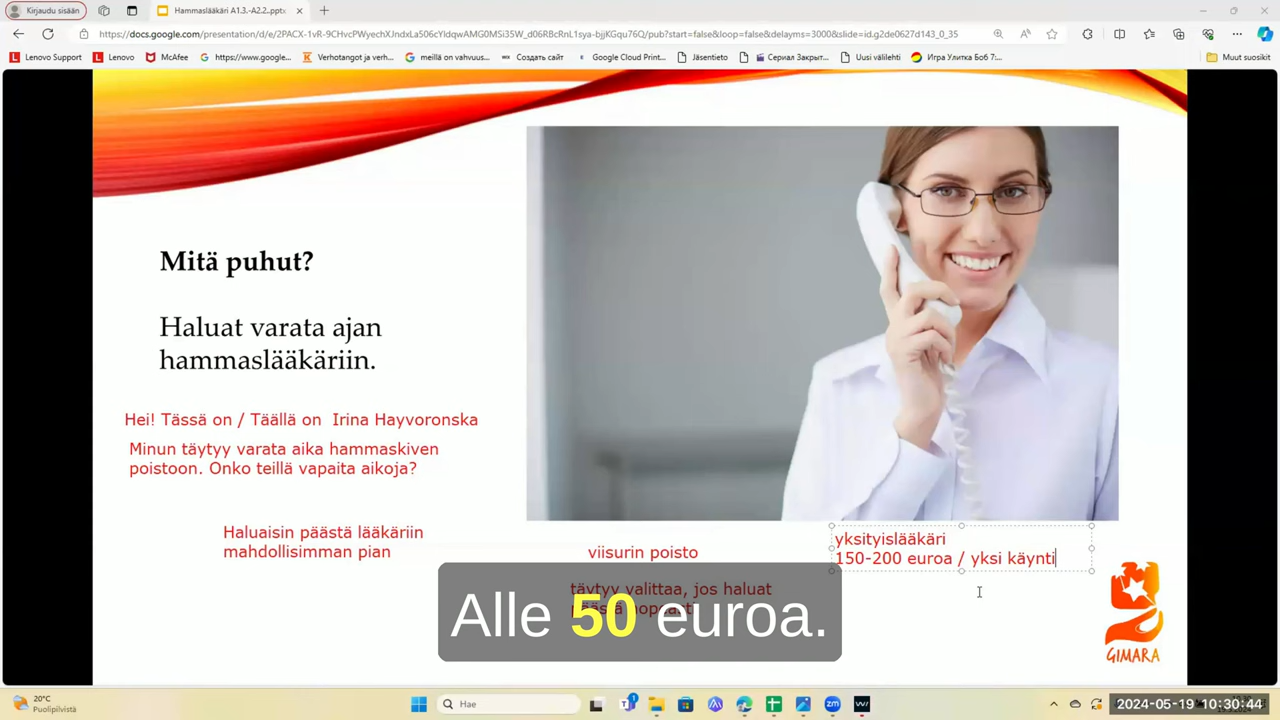 Kirjaudu sisään
Hammaslääkäri A1.3.-A2.2..pptx
https://docs.google.com/presentation/d/e/2PACX-1vR-9CHvcPWyechXJndxLa506cYldqwAMG0MSi35W_d06RBcRnL1sya-bjjKGqu76Q/pub?start=false&loop=false&delayms=3000&slide=id.g2de0627d143_0_35
Lenovo Support
Lenovo
McAfee
https://www.google...
Verhotangot ja verh...
meillä on vahvuus...
Создать сайт
Google Cloud Print...
Jäsentieto
Сериал Закрыт...
Uusi välilehti
Игра Улитка Боб 7:...
Muut suosikit
Mitä puhut?
Haluat varata ajan
hammaslääkäriin.
Hei! Tässä on / Täällä on Irina Hayvoronska
Minun täytyy varata aika hammaskiven
poistoon. Onko teillä vapaita aikoja?
Haluaisin päästä lääkäriin
mahdollisimman pian
viisurin poisto
yksityislääkäri
150-200 euroa / yksi käynti
täytyy valittaa, jos haluat
Alle 50 euroa.
GIMARA
20°C
Puolipilvistä
Hae
2024-05-19 10:30:44